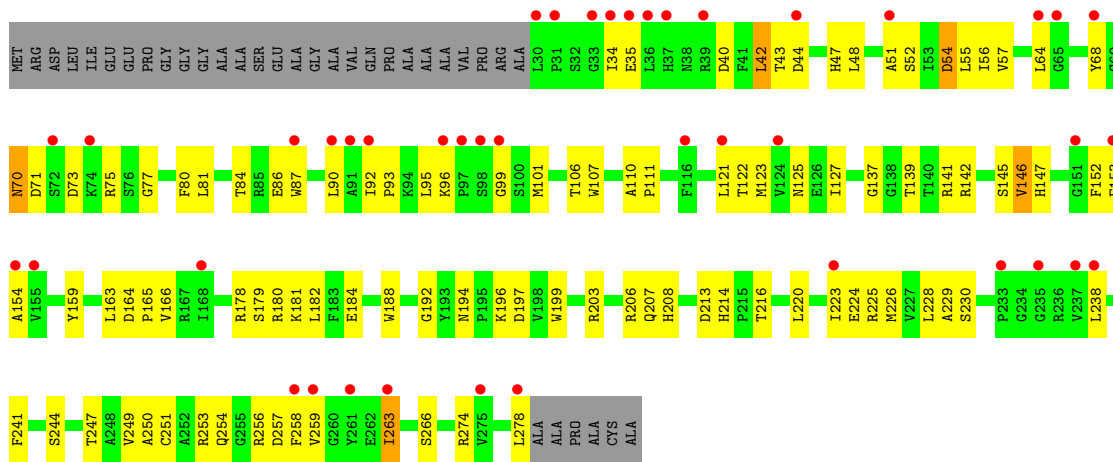 MET ARG ASP LEU ILE GLU GLU PRO GLY GLY GLY ALA ALA SER GLU ALA GLY ALA VAL GLN PRO ALA ALA ALA VAL PRO ARG ALA L30 P31 S32 G33 I34 E35 L36 H37 N38 R39 D40 F41 L42 T43 D44 H47 L48 A51 S52 I53 D54 L55 I56 V57 L64 G65 Y68
N70 D71 S72 D73 K74 R75 S76 G77 F80 L81 T84 R85 E86 W87 L90 A91 I92 P93 K94 L95 K96 P97 S98 G99 S100 M101 T106 W107 A110 P111 F116 L121 T122 M123 V124 N125 E126 I127 G137 G138 T139 T140 R141 R142 S145 V146 H147 G151 F152
A154 V155 Y159 L163 D164 P165 V166 R167 I168 R178 S179 R180 K181 L182 F183 E184 W188 G192 Y193 N194 P195 K196 D197 V198 W199 R203 R206 Q207 H208 D213 H214 P215 T216 L220 I223 E224 R225 M226 V227 L228 A229 S230 P233 G234 G235 R236 V237 L238
F241 S244 T247 A248 V249 A250 C251 A252 R253 Q254 G255 R256 D257 F258 V259 G260 Y261 E262 I263 S266 R274 V275 L278 ALA ALA PRO ALA CYS ALA